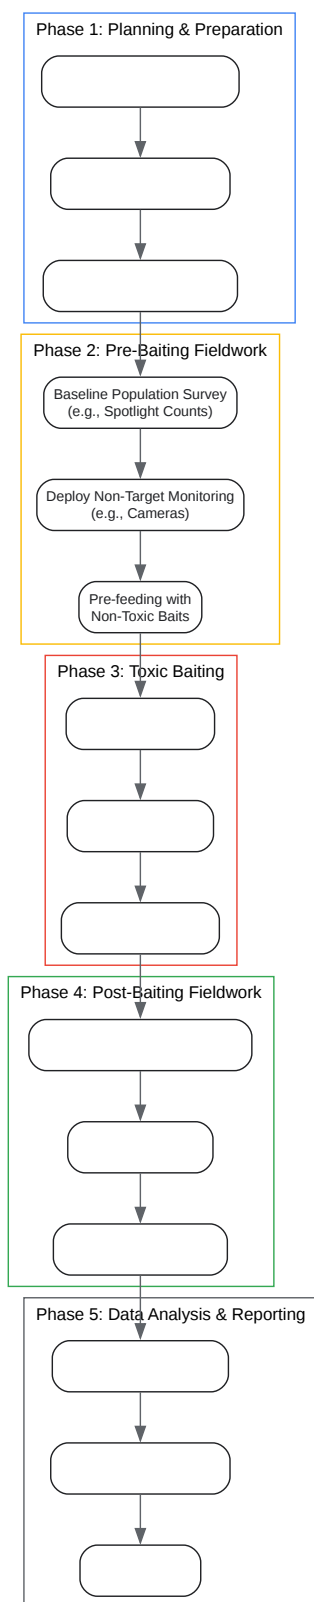 Phase 1: Planning & Preparation
Phase 2: Pre-Baiting Fieldwork
Baseline Population Survey
(e.g., Spotlight Counts)
Deploy Non-Target Monitoring
(e.g., Cameras)
Pre-feeding with
Non-Toxic Baits
Phase 3: Toxic Baiting
Phase 4: Post-Baiting Fieldwork
Phase 5: Data Analysis & Reporting